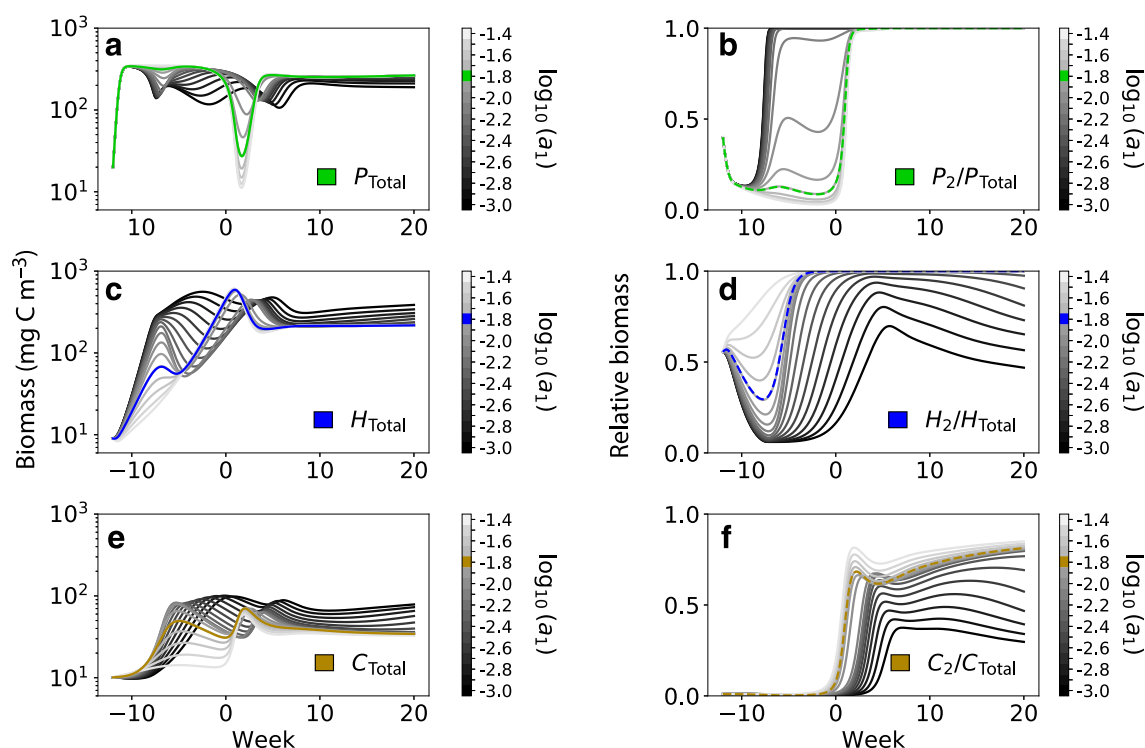 a
10³
10²
10¹
10 0 10 20
P_Total
-1.4
-1.6
-1.8
-2.0
-2.2
-2.4
-2.6
-2.8
-3.0
log₁₀ (a₁)
b
1.0
0.5
0.0
10 0 10 20
P₂/P_Total
-1.4
-1.6
-1.8
-2.0
-2.2
-2.4
-2.6
-2.8
-3.0
log₁₀ (a₁)
Biomass (mg C m⁻³)
c
10³
10²
10¹
−10 0 10 20
H_Total
-1.4
-1.6
-1.8
-2.0
-2.2
-2.4
-2.6
-2.8
-3.0
log₁₀ (a₁)
Relative biomass
d
1.0
0.5
0.0
−10 0 10 20
H₂/H_Total
-1.4
-1.6
-1.8
-2.0
-2.2
-2.4
-2.6
-2.8
-3.0
log₁₀ (a₁)
e
10³
10²
10¹
−10 0 10 20
Week
C_Total
-1.4
-1.6
-1.8
-2.0
-2.2
-2.4
-2.6
-2.8
-3.0
log₁₀ (a₁)
f
1.0
0.5
0.0
−10 0 10 20
Week
C₂/C_Total
-1.4
-1.6
-1.8
-2.0
-2.2
-2.4
-2.6
-2.8
-3.0
log₁₀ (a₁)